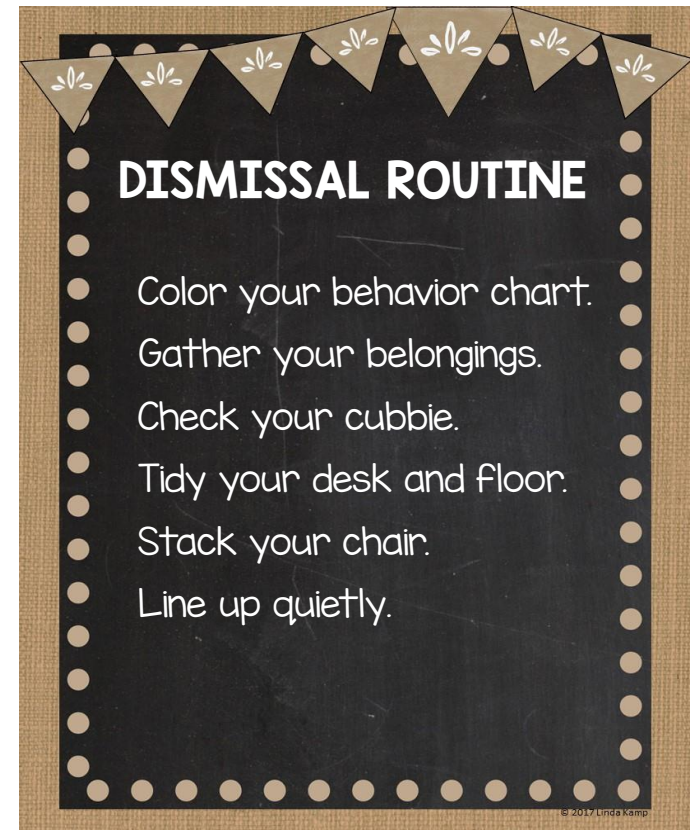 DISMISSAL ROUTINE
Color your behavior chart.
Gather your belongings.
Check your cubbie.
Tidy your desk and floor.
Stack your chair.
Line up quietly.
© 2017 Linda Kamp